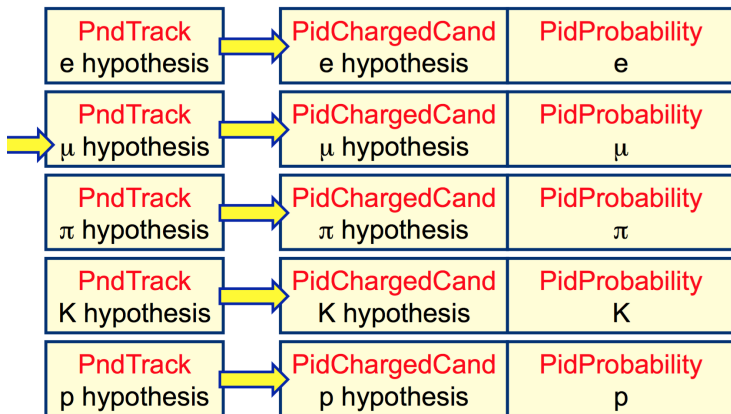 PndTrack
e hypothesis
PidChargedCand
e hypothesis
PidProbability
e
PndTrack
μ hypothesis
PidChargedCand
μ hypothesis
PidProbability
μ
PndTrack
π hypothesis
PidChargedCand
π hypothesis
PidProbability
π
PndTrack
K hypothesis
PidChargedCand
K hypothesis
PidProbability
K
PndTrack
p hypothesis
PidChargedCand
p hypothesis
PidProbability
p